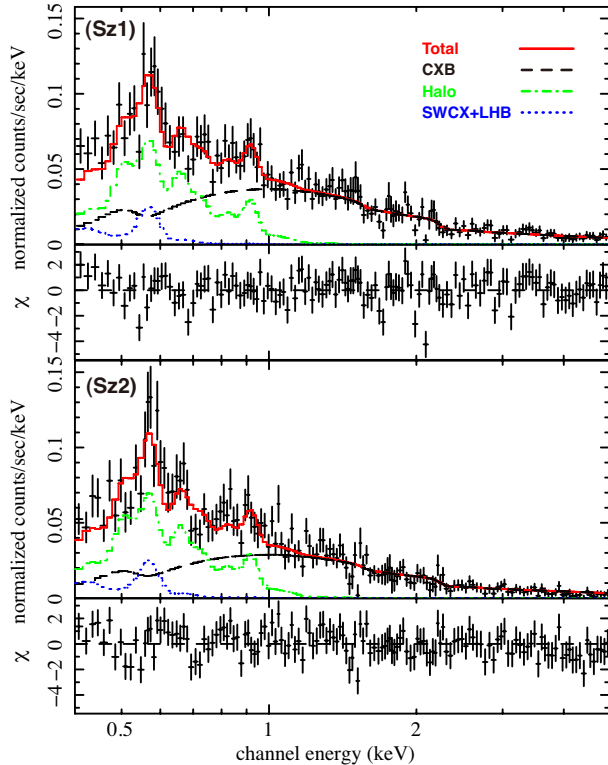 (Sz1)
Total
CXB
Halo
SWCX+LHB
0.15
0.1
0.05
0
normalized counts/sec/keV
2
0
−2
−4
χ
(Sz2)
0.15
0.1
0.05
0
normalized counts/sec/keV
2
0
−2
−4
χ
0.5
1
2
channel energy (keV)